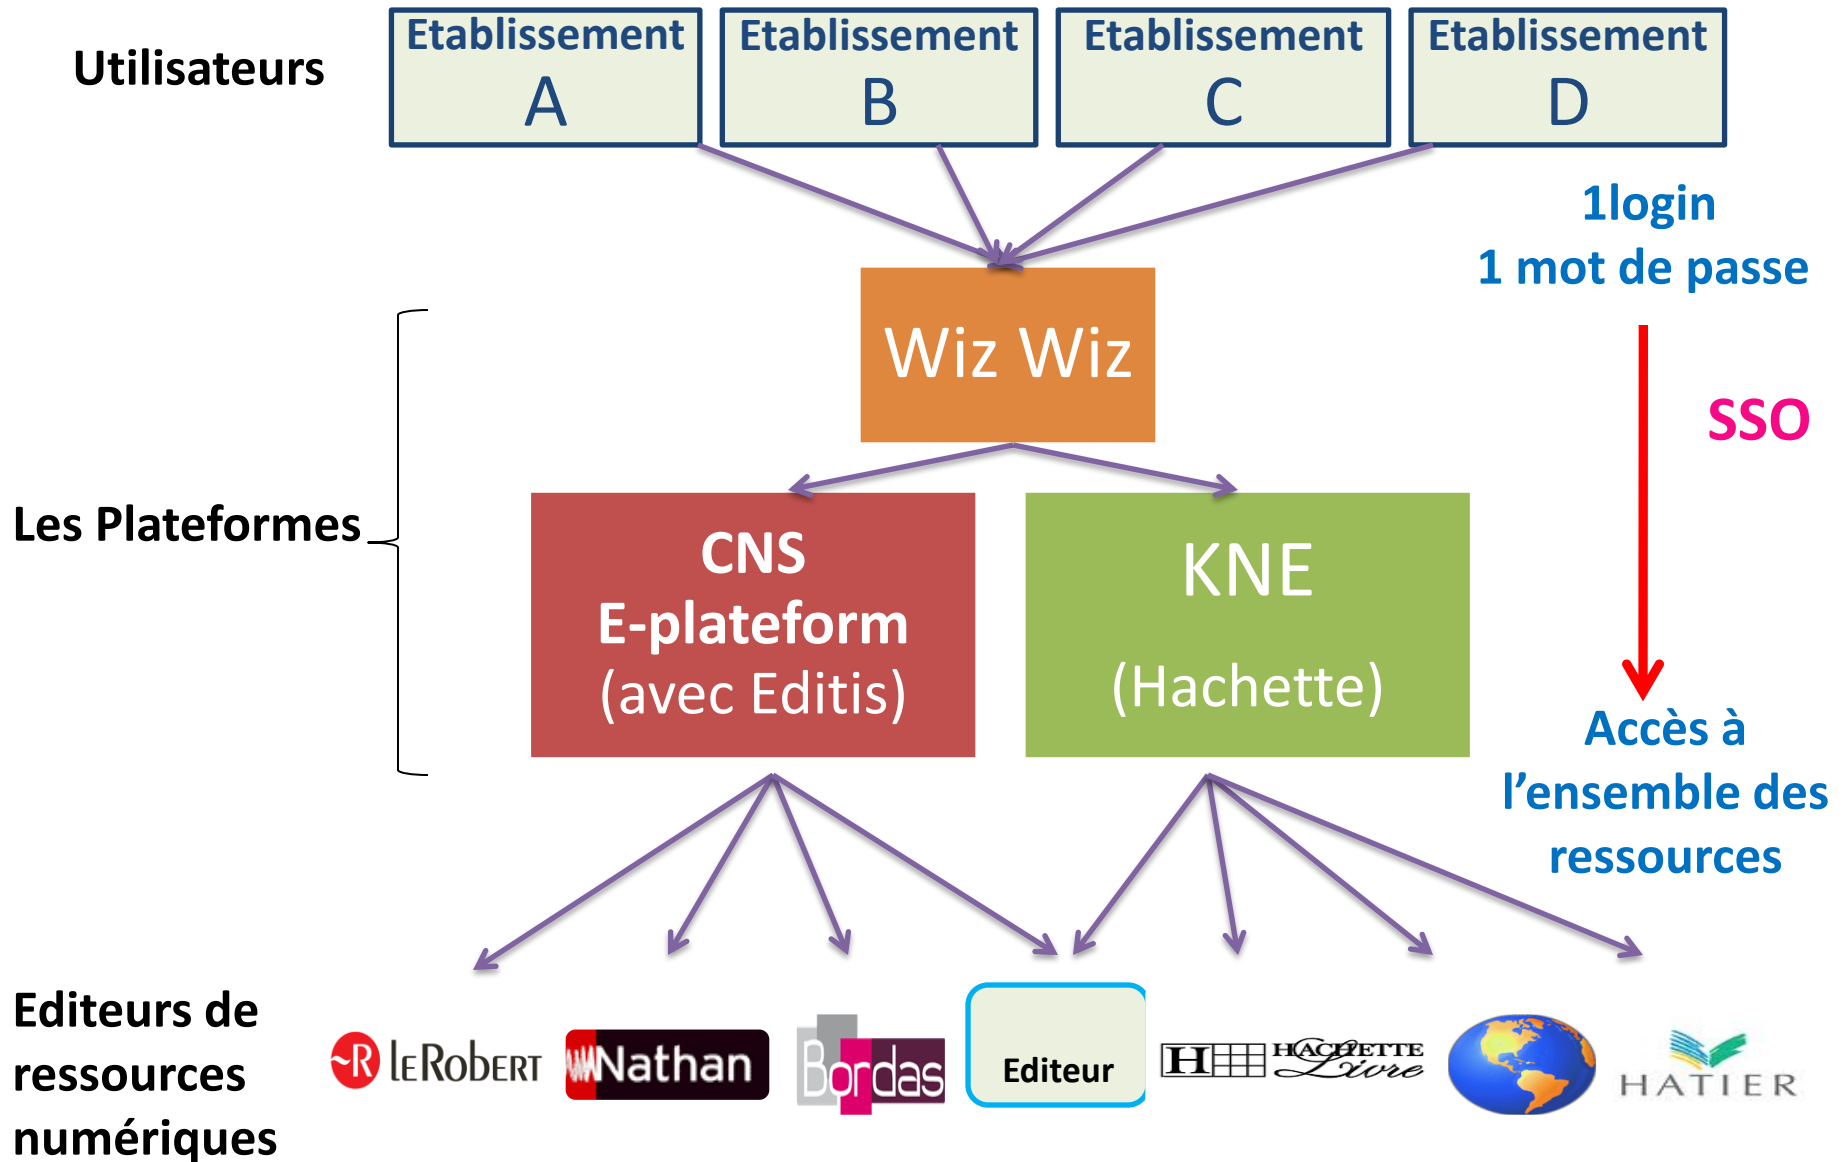 Utilisateurs
Etablissement
A
Etablissement
B
Etablissement
C
Etablissement
D
1login
1 mot de passe
Wiz Wiz
SSO
Les Plateformes
CNS
E-plateform
(avec Editis)
KNE
(Hachette)
Accès à
l’ensemble des
ressources
Editeurs de
ressources
numériques
~R leRobert
Nathan
Bordas
Editeur
H HACHETTE
Livre
HATIER